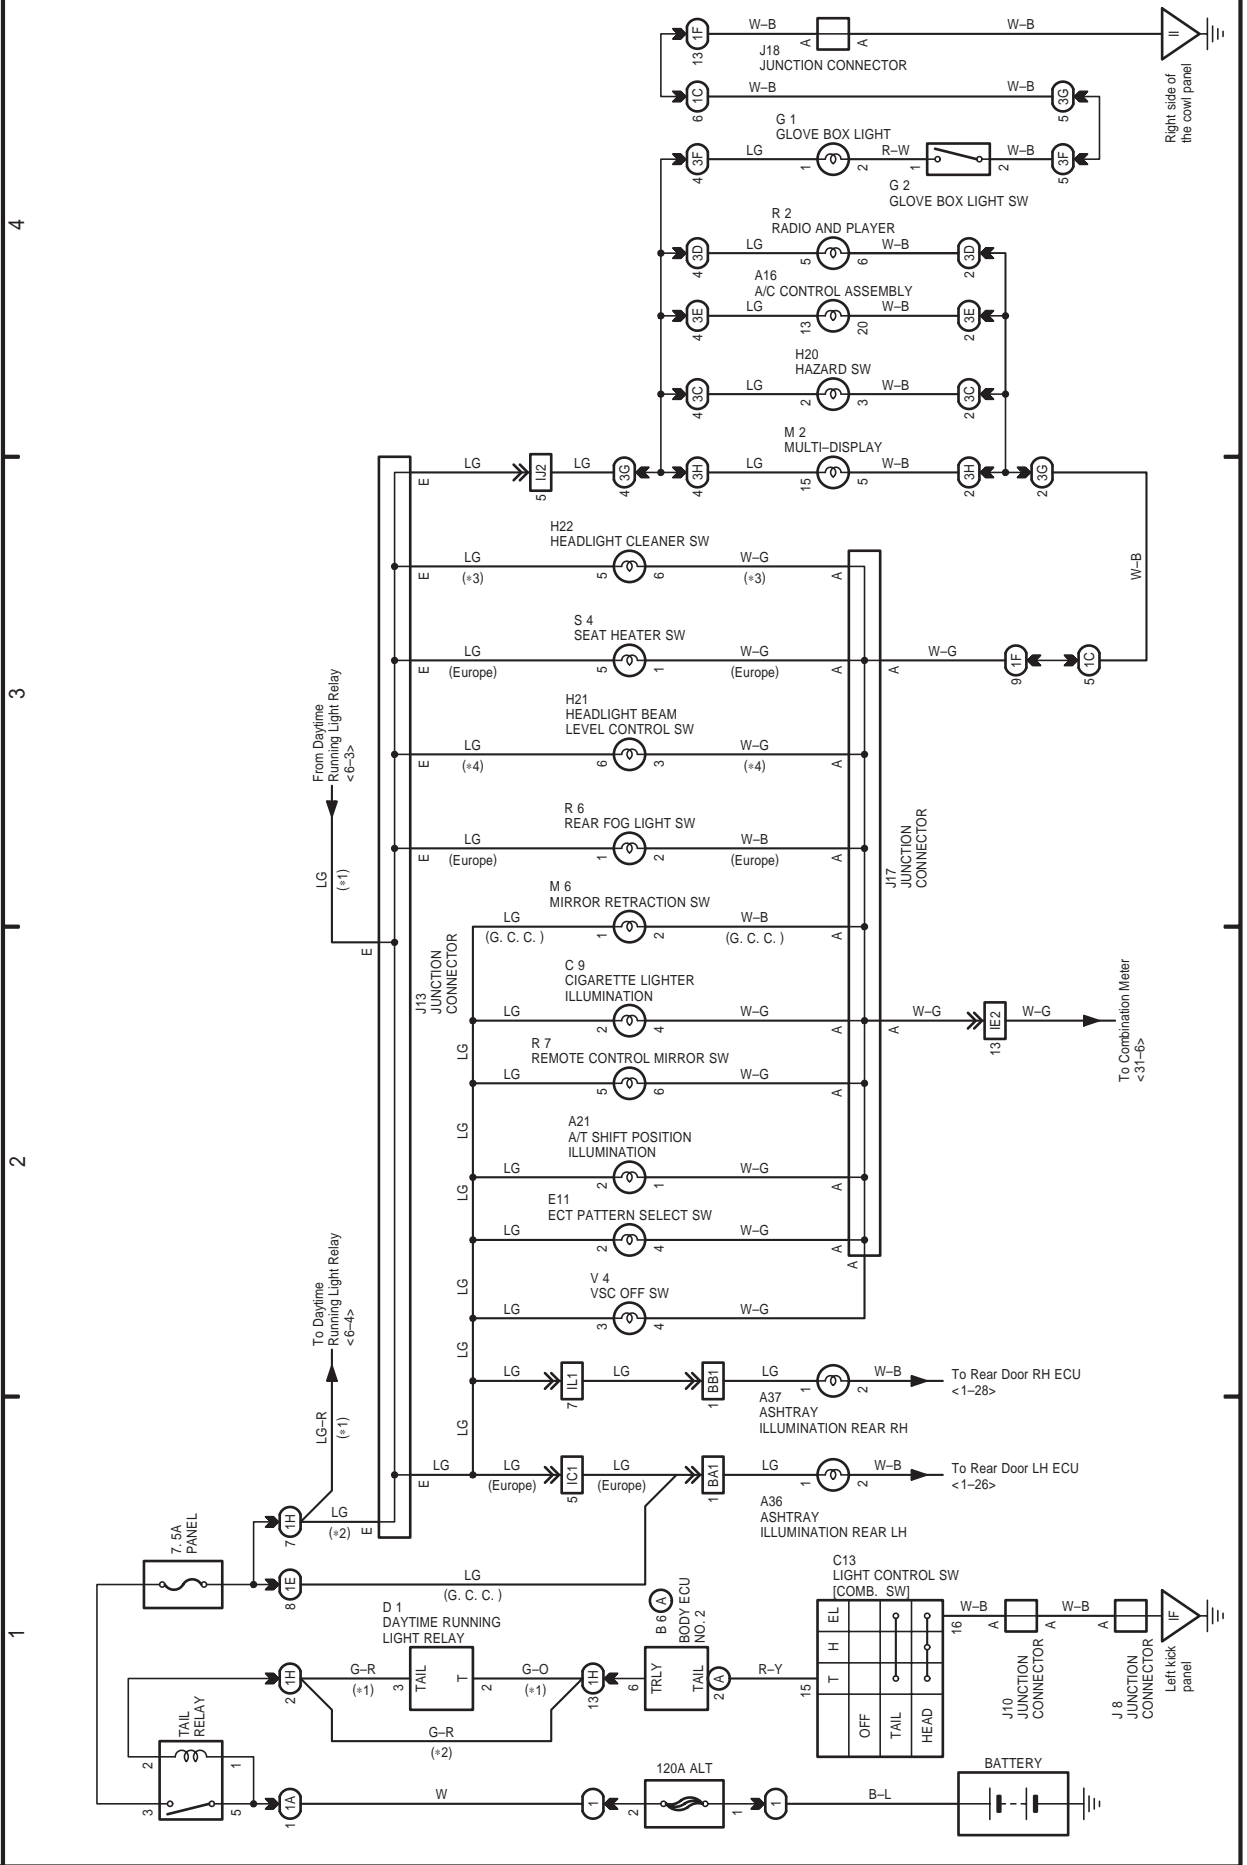 4
3
2
1
13
1F
W–B
A
A
W–B
II
J18
JUNCTION CONNECTOR
Right side of
the cowl panel
6
1C
W–B
3G
5
G 1
GLOVE BOX LIGHT
4
3F
LG
1
2
R–W
1
2
W–B
3F
5
G 2
GLOVE BOX LIGHT SW
R 2
RADIO AND PLAYER
4
3D
LG
5
6
W–B
3D
2
A16
A/C CONTROL ASSEMBLY
4
3E
LG
13
20
W–B
3E
2
H20
HAZARD SW
4
3C
LG
2
3
W–B
3C
2
M 2
MULTI–DISPLAY
E
LG
5
IJ2
LG
4
3G
4
3H
LG
15
5
W–B
2
3H
2
3G
W–B
H22
HEADLIGHT CLEANER SW
E
LG
(*3)
5
6
W–G
(*3)
A
S 4
SEAT HEATER SW
E
LG
(Europe)
5
1
W–G
(Europe)
A
A
W–G
9
1F
5
1C
From Daytime
Running Light Relay
<6–3>
LG
(*1)
E
H21
HEADLIGHT BEAM
LEVEL CONTROL SW
E
LG
(*4)
6
3
W–G
(*4)
A
R 6
REAR FOG LIGHT SW
E
LG
(Europe)
1
2
W–B
(Europe)
A
J17
JUNCTION
CONNECTOR
J13
JUNCTION
CONNECTOR
M 6
MIRROR RETRACTION SW
LG
(G. C. C. )
1
2
W–B
(G. C. C. )
A
C 9
CIGARETTE LIGHTER
ILLUMINATION
LG
2
4
W–G
A
A
W–G
13
IE2
W–G
To Combination Meter
<31–6>
LG
R 7
REMOTE CONTROL MIRROR SW
LG
5
6
W–G
A
LG
A21
A/T SHIFT POSITION
ILLUMINATION
LG
2
1
W–G
A
LG
E11
ECT PATTERN SELECT SW
LG
2
4
W–G
A
A
LG
V 4
VSC OFF SW
LG
3
4
W–G
LG
To Daytime
Running Light Relay
<6–4>
LG–R
(*1)
LG
7
IL1
LG
1
BB1
LG
1
2
W–B
To Rear Door RH ECU
<1–28>
A37
ASHTRAY
ILLUMINATION REAR RH
LG
E
LG
LG
(Europe)
5
IC1
LG
(Europe)
1
BA1
LG
1
2
W–B
To Rear Door LH ECU
<1–26>
A36
ASHTRAY
ILLUMINATION REAR LH
7. 5A
PANEL
7
1H
LG
(*2)
E
8
1E
LG
(G. C. C. )
D 1
DAYTIME RUNNING
LIGHT RELAY
2
1H
G–R
(*1)
3
TAIL
T
2
G–O
(*1)
13
1H
G–R
(*2)
B 6
A
BODY ECU
NO. 2
6
TRLY
TAIL
2
A
R–Y
15
C13
LIGHT CONTROL SW
[COMB. SW]
T
H
EL
OFF
TAIL
HEAD
16
W–B
A
A
W–B
A
IF
J10
JUNCTION
CONNECTOR
J 8
JUNCTION
CONNECTOR
Left kick
panel
TAIL
RELAY
2
1
3
5
1
1A
W
1
2
120A ALT
1
1
B–L
BATTERY